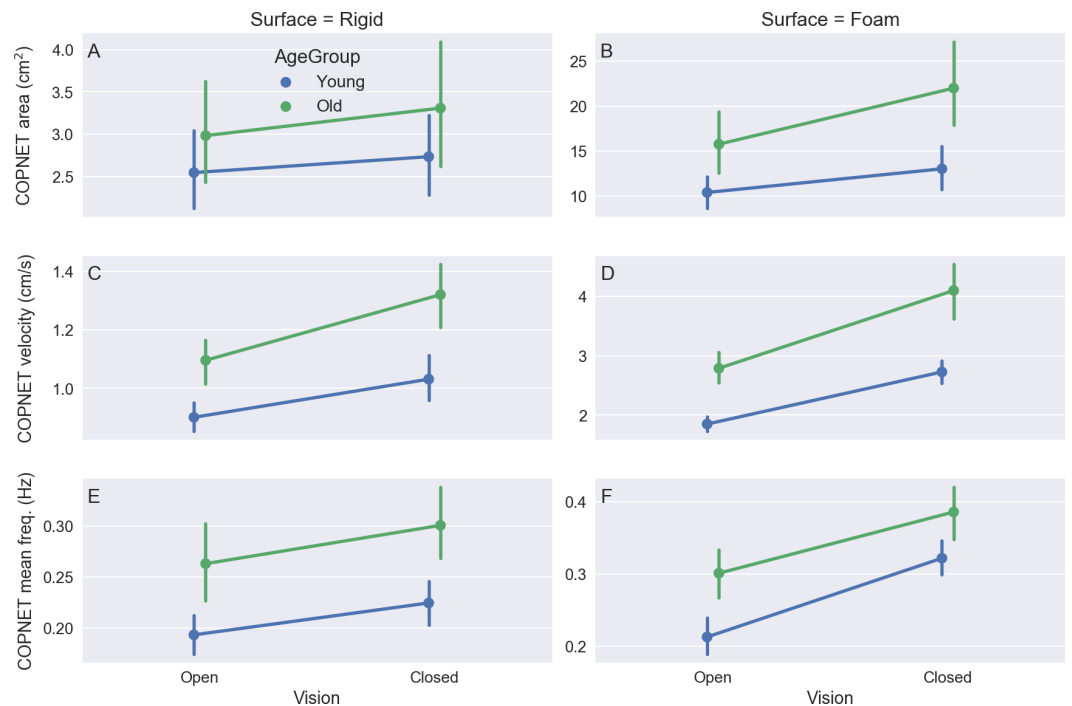 Surface = Rigid
Surface = Foam
COPNET area (cm²)
4.0
3.5
3.0
2.5
A
AgeGroup
Young
Old
25
20
15
10
B
COPNET velocity (cm/s)
1.4
1.2
1.0
C
4
3
2
D
COPNET mean freq. (Hz)
0.30
0.25
0.20
E
0.4
0.3
0.2
F
Open
Closed
Open
Closed
Vision
Vision